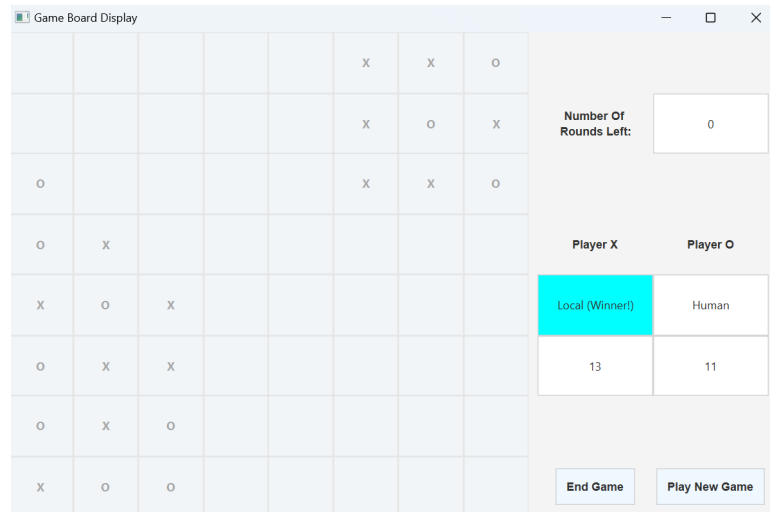 Game Board Display
X X O
X O X
Number Of
Rounds Left:
0
O X X O
O X
Player X Player O
X O X
Local (Winner!) Human
O X X
13 11
O X O
X O O
End Game Play New Game